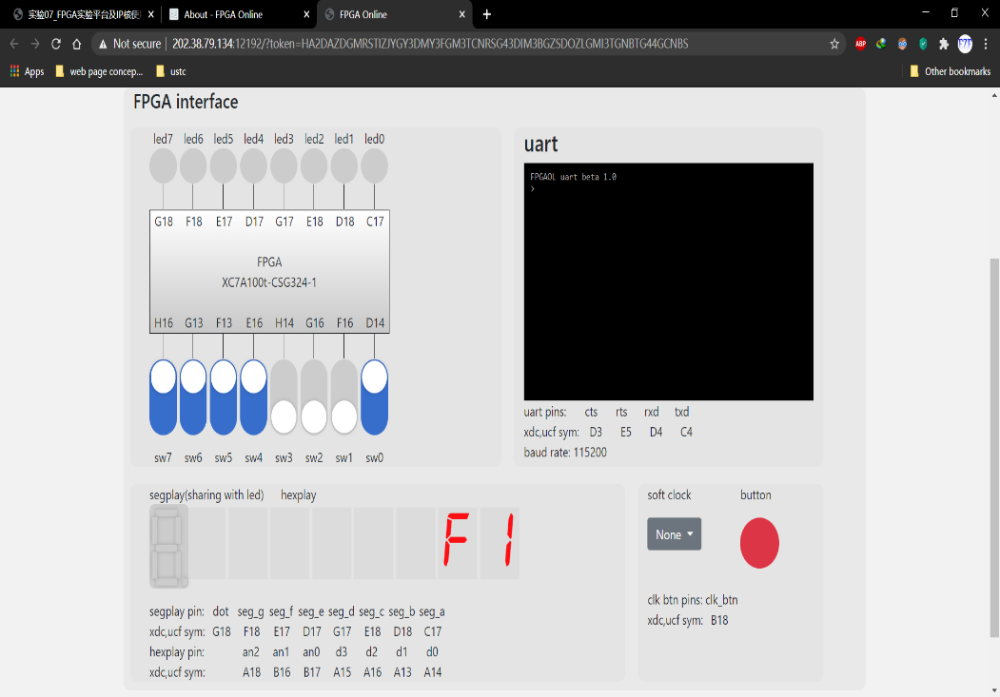 实验07_FPGA实验平台及IP核使用
About - FPGA Online
FPGA Online
Not secure | 202.38.79.134:12192/?token=HA2DAZDGMRSTIZJYGY3DMY3FGM3TCNRSG43DIM3BGZSDOZLGMI3TGNBTG44GCNBS
Apps web page concep... ustc Other bookmarks
FPGA interface
led7 led6 led5 led4 led3 led2 led1 led0
G18 F18 E17 D17 G17 E18 D18 C17
FPGA
XC7A100t-CSG324-1
H16 G13 F13 E16 H14 G16 F16 D14
sw7 sw6 sw5 sw4 sw3 sw2 sw1 sw0
uart
FPGAOL uart beta 1.0
>
uart pins: cts rts rxd txd
xdc,ucf sym: D3 E5 D4 C4
baud rate: 115200
segplay(sharing with led) hexplay
F 1
segplay pin: dot seg_g seg_f seg_e seg_d seg_c seg_b seg_a
xdc,ucf sym: G18 F18 E17 D17 G17 E18 D18 C17
hexplay pin: an2 an1 an0 d3 d2 d1 d0
xdc,ucf sym: A18 B16 B17 A15 A16 A13 A14
soft clock button
None
clk btn pins: clk_btn
xdc,ucf sym: B18